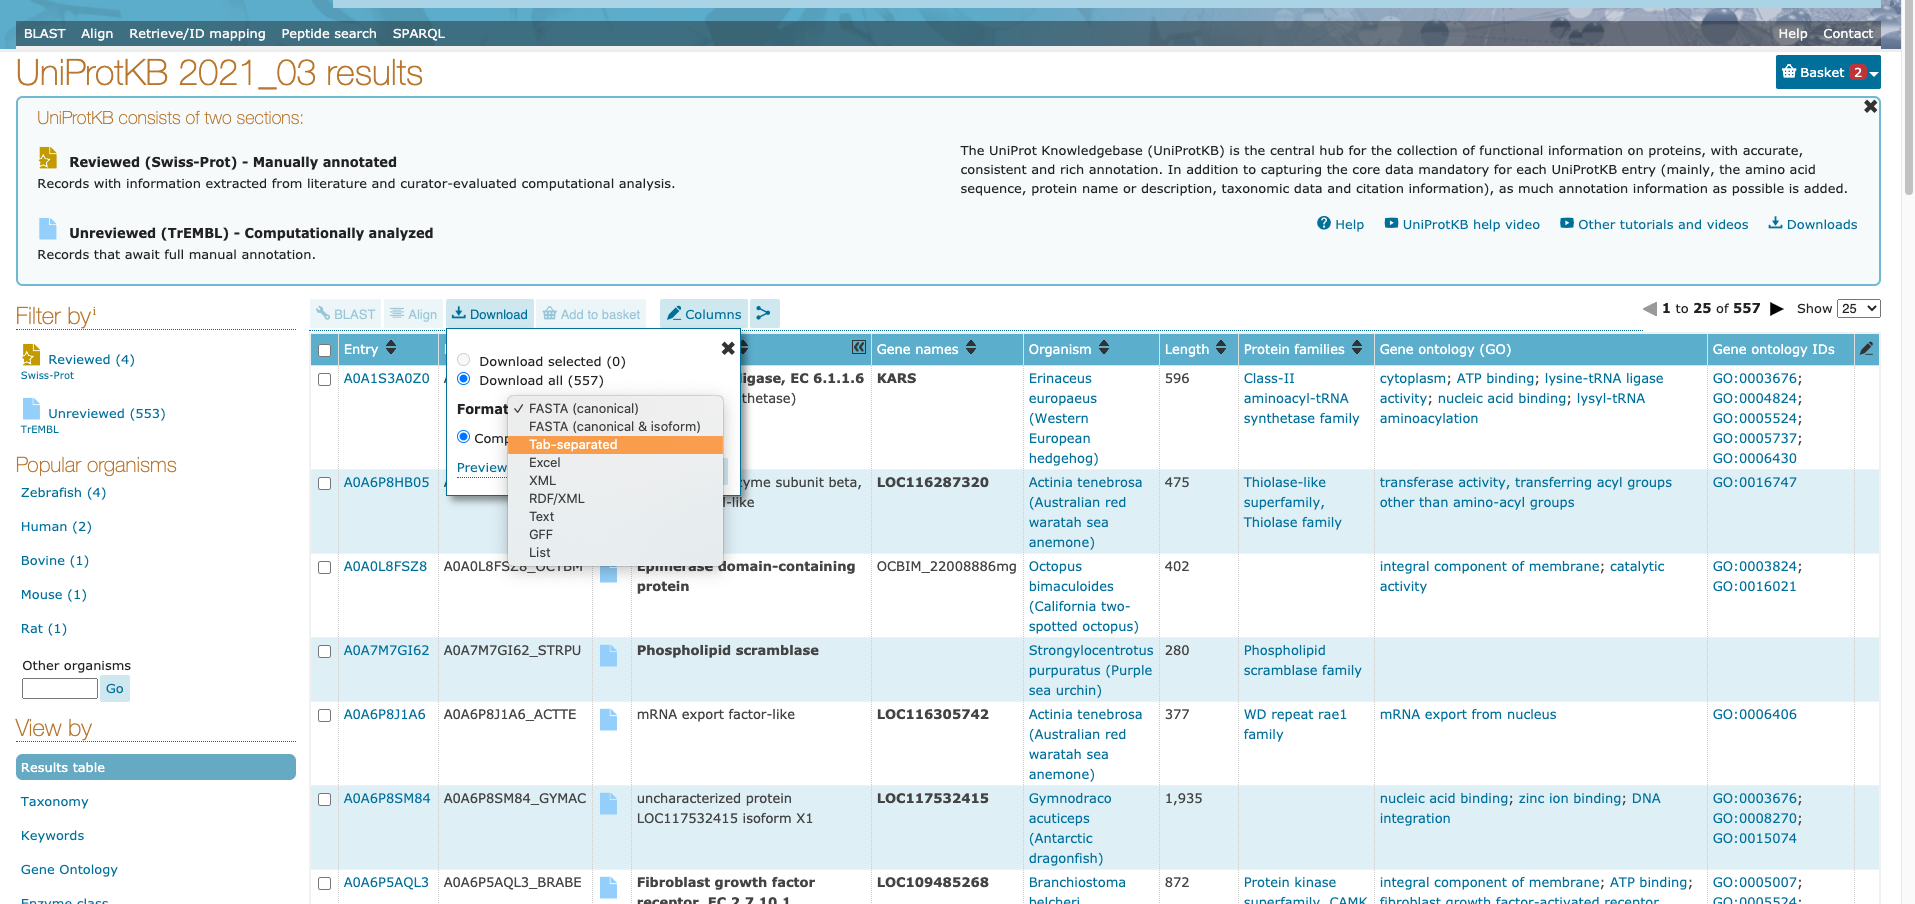 BLAST Align Retrieve/ID mapping Peptide search SPARQL Help Contact
UniProtKB 2021_03 results
Basket 2
UniProtKB consists of two sections:
Reviewed (Swiss-Prot) - Manually annotated
Records with information extracted from literature and curator-evaluated computational analysis.
Unreviewed (TrEMBL) - Computationally analyzed
Records that await full manual annotation.
The UniProt Knowledgebase (UniProtKB) is the central hub for the collection of functional information on proteins, with accurate,
consistent and rich annotation. In addition to capturing the core data mandatory for each UniProtKB entry (mainly, the amino acid
sequence, protein name or description, taxonomic data and citation information), as much annotation information as possible is added.
Help UniProtKB help video Other tutorials and videos Downloads
Filter by i
Reviewed (4)
Swiss-Prot
Unreviewed (553)
TrEMBL
Popular organisms
Zebrafish (4)
Human (2)
Bovine (1)
Mouse (1)
Rat (1)
Other organisms
Go
View by
Results table
Taxonomy
Keywords
Gene Ontology
Enzyme class
BLAST Align Download Add to basket Columns
1 to 25 of 557 Show 25
Download selected (0)
Download all (557)
Format
✓ FASTA (canonical)
FASTA (canonical & isoform)
Tab-separated
Excel
XML
RDF/XML
Text
GFF
List
Comp
Preview
Entry Gene names Organism Length Protein families Gene ontology (GO) Gene ontology IDs
A0A1S3A0Z0
igase, EC 6.1.1.6
thetase)
KARS
Erinaceus
europaeus
(Western
European
hedgehog)
596
Class-II
aminoacyl-tRNA
synthetase family
cytoplasm; ATP binding; lysine-tRNA ligase
activity; nucleic acid binding; lysyl-tRNA
aminoacylation
GO:0003676;
GO:0004824;
GO:0005524;
GO:0005737;
GO:0006430
A0A6P8HB05
yme subunit beta,
l-like
LOC116287320
Actinia tenebrosa
(Australian red
waratah sea
anemone)
475
Thiolase-like
superfamily,
Thiolase family
transferase activity, transferring acyl groups
other than amino-acyl groups
GO:0016747
A0A0L8FSZ8
A0A0L8FSZ8_OCTBM
Epimerase domain-containing
protein
OCBIM_22008886mg
Octopus
bimaculoides
(California two-
spotted octopus)
402
integral component of membrane; catalytic
activity
GO:0003824;
GO:0016021
A0A7M7GI62
A0A7M7GI62_STRPU
Phospholipid scramblase
Strongylocentrotus
purpuratus (Purple
sea urchin)
280
Phospholipid
scramblase family
A0A6P8J1A6
A0A6P8J1A6_ACTTE
mRNA export factor-like
LOC116305742
Actinia tenebrosa
(Australian red
waratah sea
anemone)
377
WD repeat rae1
family
mRNA export from nucleus
GO:0006406
A0A6P8SM84
A0A6P8SM84_GYMAC
uncharacterized protein
LOC117532415 isoform X1
LOC117532415
Gymnodraco
acuticeps
(Antarctic
dragonfish)
1,935
nucleic acid binding; zinc ion binding; DNA
integration
GO:0003676;
GO:0008270;
GO:0015074
A0A6P5AQL3
A0A6P5AQL3_BRABE
Fibroblast growth factor
receptor, EC 2.7.10.1
LOC109485268
Branchiostoma
belcheri
872
Protein kinase
superfamily, CAMK
integral component of membrane; ATP binding;
fibroblast growth factor-activated receptor
GO:0005007;
GO:0005524;